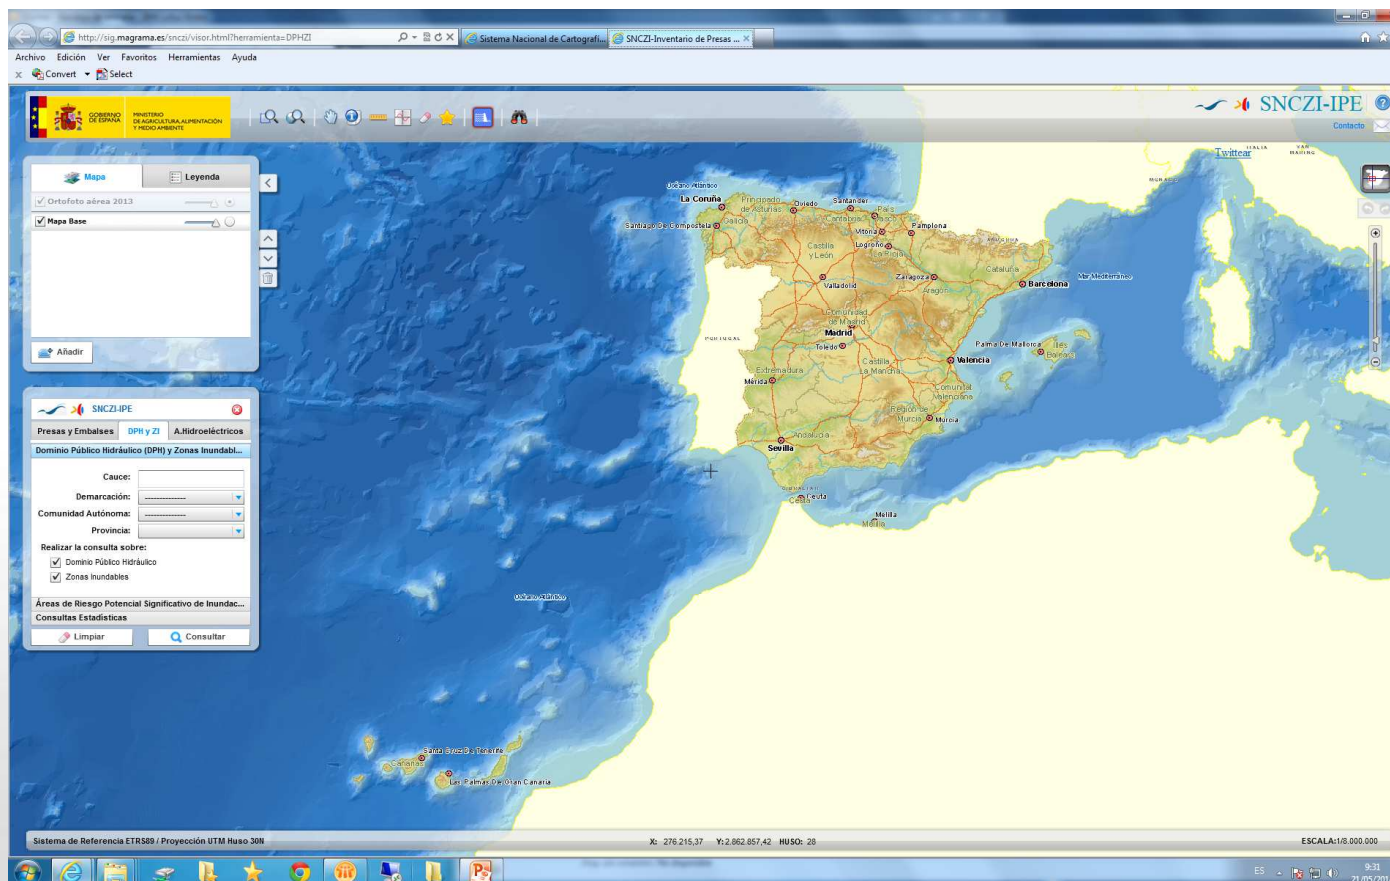 http://sig.magrama.es/snczi/visor.html?herramienta=DPHZI
Sistema Nacional de Cartografí...
SNCZI-Inventario de Presas ...
Archivo Edición Ver Favoritos Herramientas Ayuda
x Convert Select
GOBIERNO DE ESPAÑA
MINISTERIO DE AGRICULTURA, ALIMENTACIÓN Y MEDIO AMBIENTE
SNCZI-IPE
Contacto
Twittear
ITALIA
Mapa Leyenda
Ortofoto aérea 2013
Mapa Base
Añadir
SNCZI-IPE
Presas y Embalses DPH y ZI A.Hidroeléctricos
Dominio Público Hidráulico (DPH) y Zonas Inundabl...
Cauce:
Demarcación: --------------
Comunidad Autónoma: --------------
Provincia:
Realizar la consulta sobre:
Dominio Público Hidráulico
Zonas Inundables
Áreas de Riesgo Potencial Significativo de Inundac...
Consultas Estadísticas
Limpiar Consultar
Océano Atlántico
La Coruña
Principado de Asturias
Oviedo
Santander
Cantabria
País Vasco
Santiago De Compostela
Galicia
Vitoria
Pamplona
Castilla y León
Logroño
La Rioja
ANDORRA
Cataluña
Valladolid
Zaragoza
Aragón
Barcelona
Mar Mediterráneo
Comunidad de Madrid
Madrid
PORTUGAL
Toledo
Palma De Mallorca
Illes Balears
Extremadura
Castilla La Mancha
Valencia
Mérida
Comunitat Valenciana
Región de Murcia
Murcia
Andalucía
Sevilla
GIBRALTAR
Ceuta
Ceuta
Melilla
Melilla
Océano Atlántico
Santa Cruz De Tenerife
Canarias
Las Palmas De Gran Canaria
Sistema de Referencia ETRS89 / Proyección UTM Huso 30N
X: 276.215,37 Y: 2.862.857,42 HUSO: 28
ESCALA:1/8.000.000
ES
9:31
21/05/201